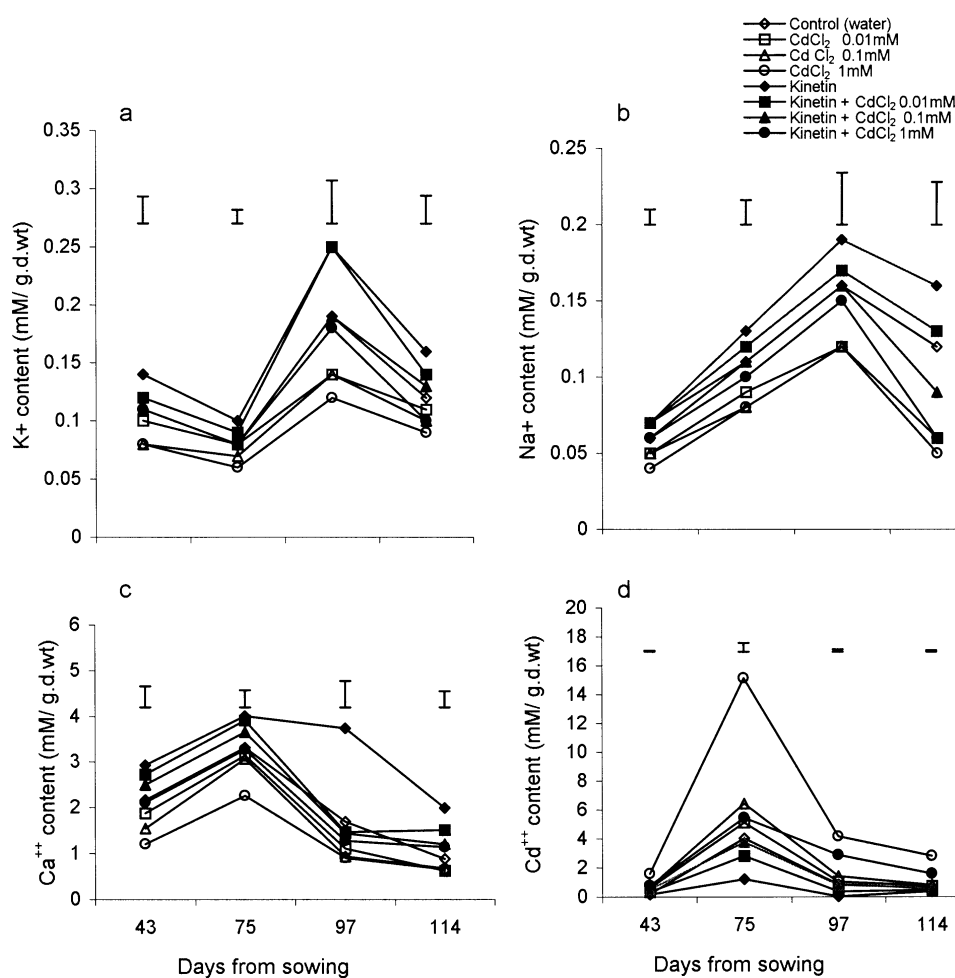 Control (water)
CdCl2 0.01mM
Cd Cl2 0.1mM
CdCl2 1mM
Kinetin
Kinetin + CdCl2 0.01mM
Kinetin + CdCl2 0.1mM
Kinetin + CdCl2 1mM
a
0.35
0.3
0.25
0.2
0.15
0.1
0.05
0
K+ content (mM/ g.d.wt)
b
0.25
0.2
0.15
0.1
0.05
0
Na+ content (mM/ g.d.wt)
c
6
5
4
3
2
1
0
Ca++ content (mM/ g.d.wt)
43 75 97 114
Days from sowing
d
20
18
16
14
12
10
8
6
4
2
0
Cd++ content (mM/ g.d.wt)
43 75 97 114
Days from sowing